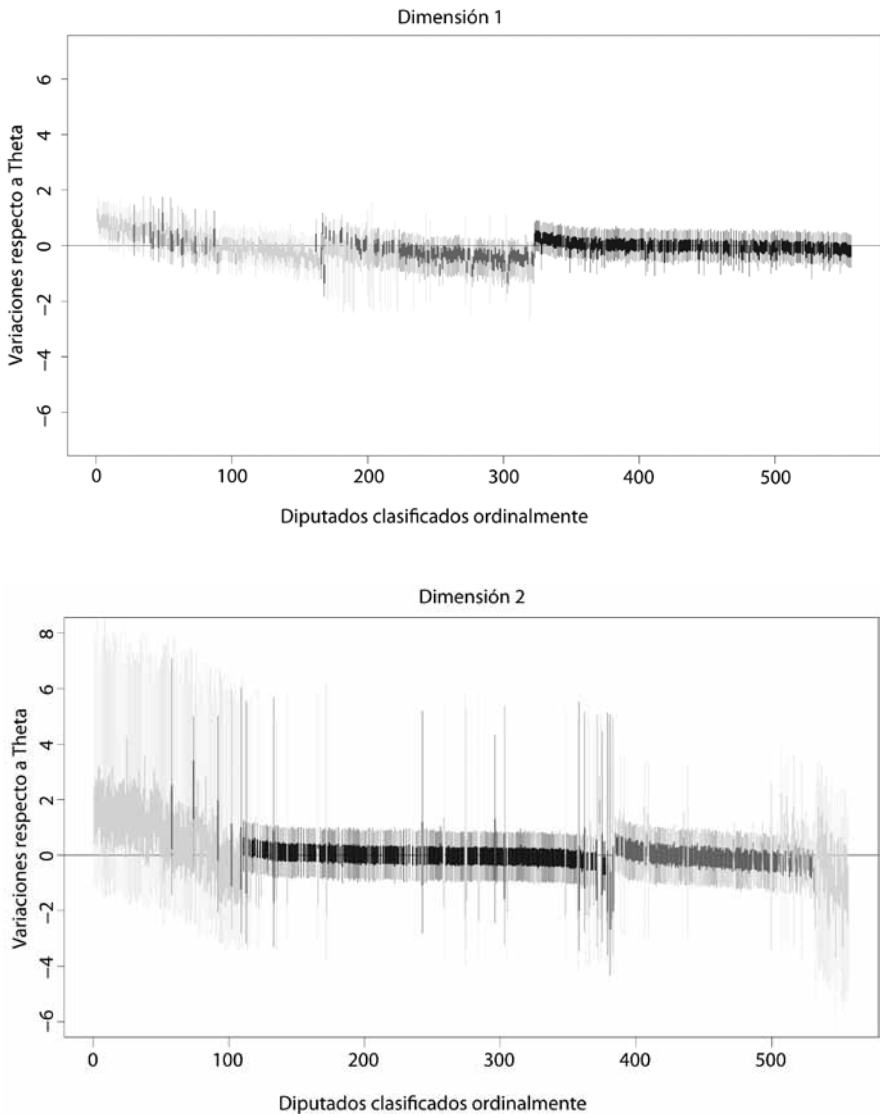 Dimensión 1
Variaciones respecto a Theta
6
4
2
0
−2
−4
−6
0 100 200 300 400 500
Diputados clasificados ordinalmente
Dimensión 2
Variaciones respecto a Theta
8
6
4
2
0
−2
−4
−6
0 100 200 300 400 500
Diputados clasificados ordinalmente